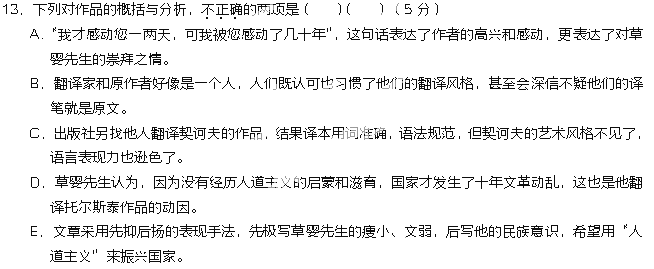 13．下列对作品的概括与分析，不正确的两项是（　　）（　　）（5 分）
A．“我才感动您一两天，可我被您感动了几十年”，这句话表达了作者的高兴和感动，更表达了对草
婴先生的崇拜之情。
B．翻译家和原作者好像是一个人，人们既认可也习惯了他们的翻译风格，甚至会深信不疑他们的译
笔就是原文。
C．出版社另找他人翻译契诃夫的作品，结果译本用词准确，语法规范，但契诃夫的艺术风格不见了，
语言表现力也逊色了。
D．草婴先生认为，因为没有经历人道主义的启蒙和滋育，国家才发生了十年文革动乱，这也是他翻
译托尔斯泰作品的动因。
E．文章采用先抑后扬的表现手法，先极写草婴先生的瘦小、文弱，后写他的民族意识，希望用“人
道主义”来振兴国家。